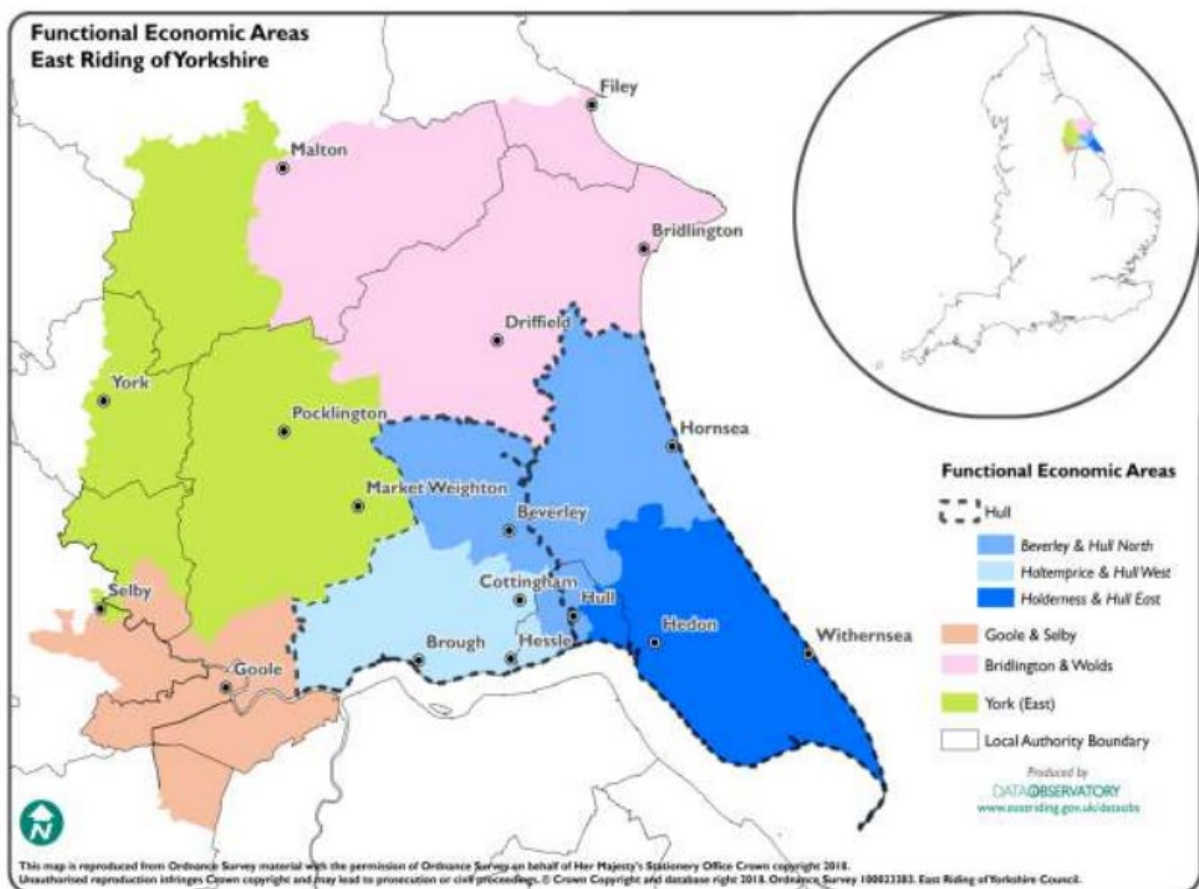 Functional Economic Areas
East Riding of Yorkshire
Filey
Malton
Bridlington
Driffield
York
Pocklington
Hornsea
Market Weighton
Beverley
Cottingham
Selby
Hull
Hedon
Withernsea
Brough
Hessle
Goole
Functional Economic Areas
Hull
Beverley & Hull North
Haltemprice & Hull West
Holderness & Hull East
Goole & Selby
Bridlington & Wolds
York (East)
Local Authority Boundary
Produced by
DATAOBSERVATORY
www.eastriding.gov.uk/dataobs
N
This map is reproduced from Ordnance Survey material with the permission of Ordnance Survey on behalf of Her Majesty's Stationery Office Crown copyright 2018.
Unauthorised reproduction infringes Crown copyright and may lead to prosecution or civil proceedings. © Crown Copyright and database right 2018. Ordnance Survey 100023383. East Riding of Yorkshire Council.